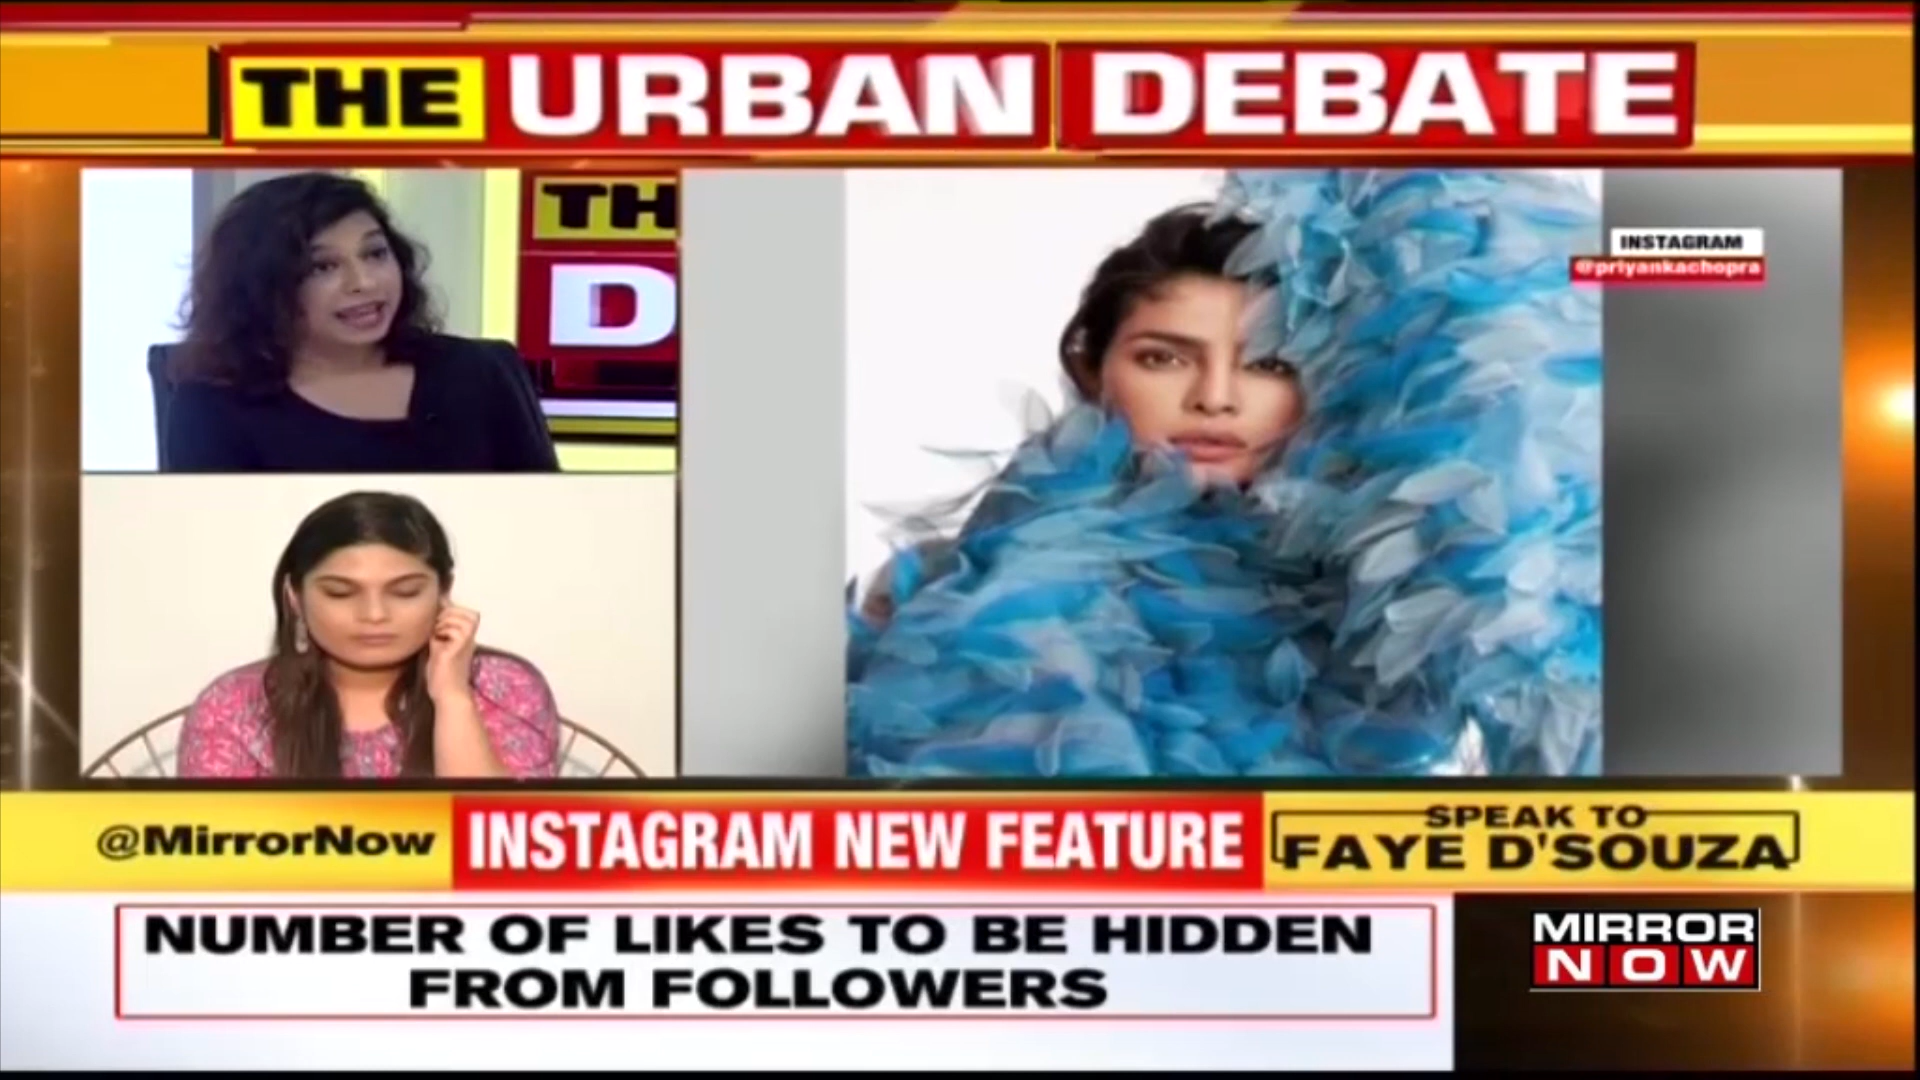 THE URBAN DEBATE
TH
D
INSTAGRAM
@priyankachopra
@MirrorNow
INSTAGRAM NEW FEATURE
SPEAK TO
FAYE D'SOUZA
NUMBER OF LIKES TO BE HIDDEN
FROM FOLLOWERS
MIRROR
NOW